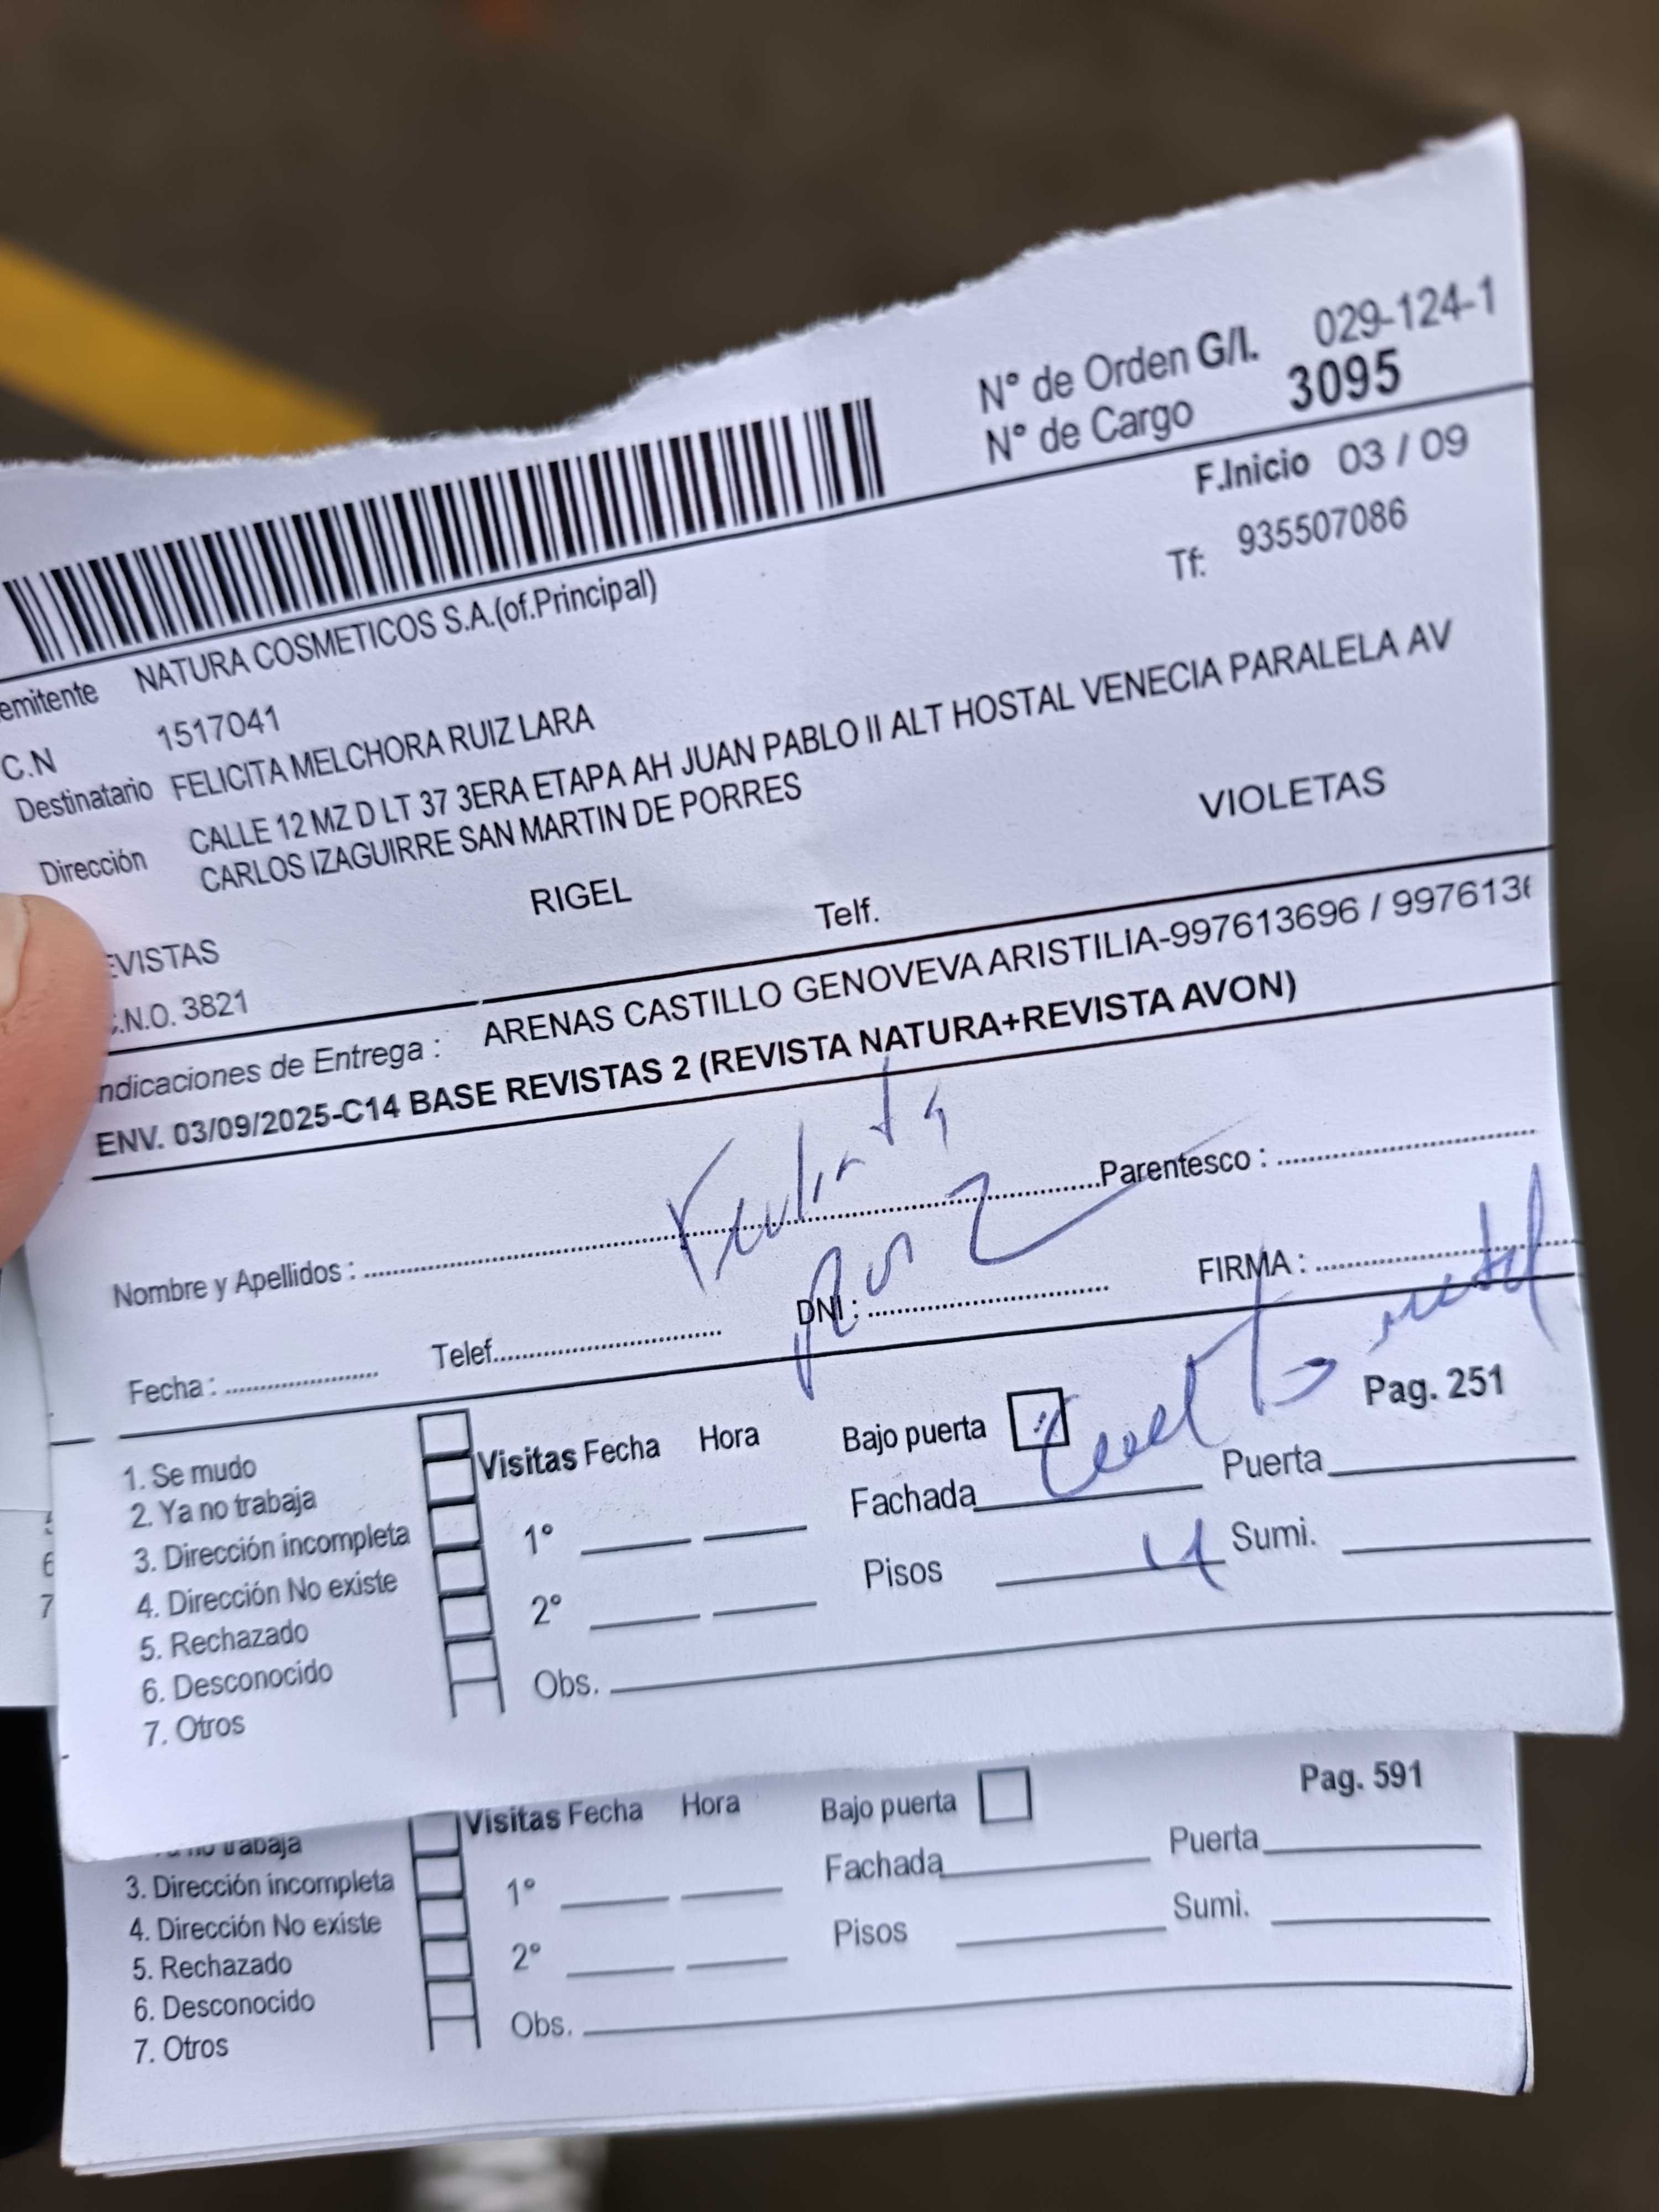 N° de Orden G/I. 029-124-1
N° de Cargo 3095
F.Inicio 03 / 09
emitente NATURA COSMETICOS S.A.(of.Principal)
Tf: 935507086
C.N 1517041
Destinatario FELICITA MELCHORA RUIZ LARA
Dirección CALLE 12 MZ D LT 37 3ERA ETAPA AH JUAN PABLO II ALT HOSTAL VENECIA PARALELA AV
CARLOS IZAGUIRRE SAN MARTIN DE PORRES
VIOLETAS
EVISTAS RIGEL Telf.
.N.O. 3821
ndicaciones de Entrega : ARENAS CASTILLO GENOVEVA ARISTILIA-997613696 / 9976136
ENV. 03/09/2025-C14 BASE REVISTAS 2 (REVISTA NATURA+REVISTA AVON)
Nombre y Apellidos : Parentesco :
Ruiz
Fecha : Telef. DNI : FIRMA :
Pag. 251
1. Se mudo
2. Ya no trabaja
3. Dirección incompleta
4. Dirección No existe
5. Rechazado
6. Desconocido
7. Otros
Visitas Fecha Hora
1°
2°
Obs.
Bajo puerta
Fachada Puerta
Pisos 4 Sumi.
5
6
7
Pag. 591
no trabaja
3. Dirección incompleta
4. Dirección No existe
5. Rechazado
6. Desconocido
7. Otros
Visitas Fecha Hora
1°
2°
Obs.
Bajo puerta
Fachada Puerta
Pisos Sumi.